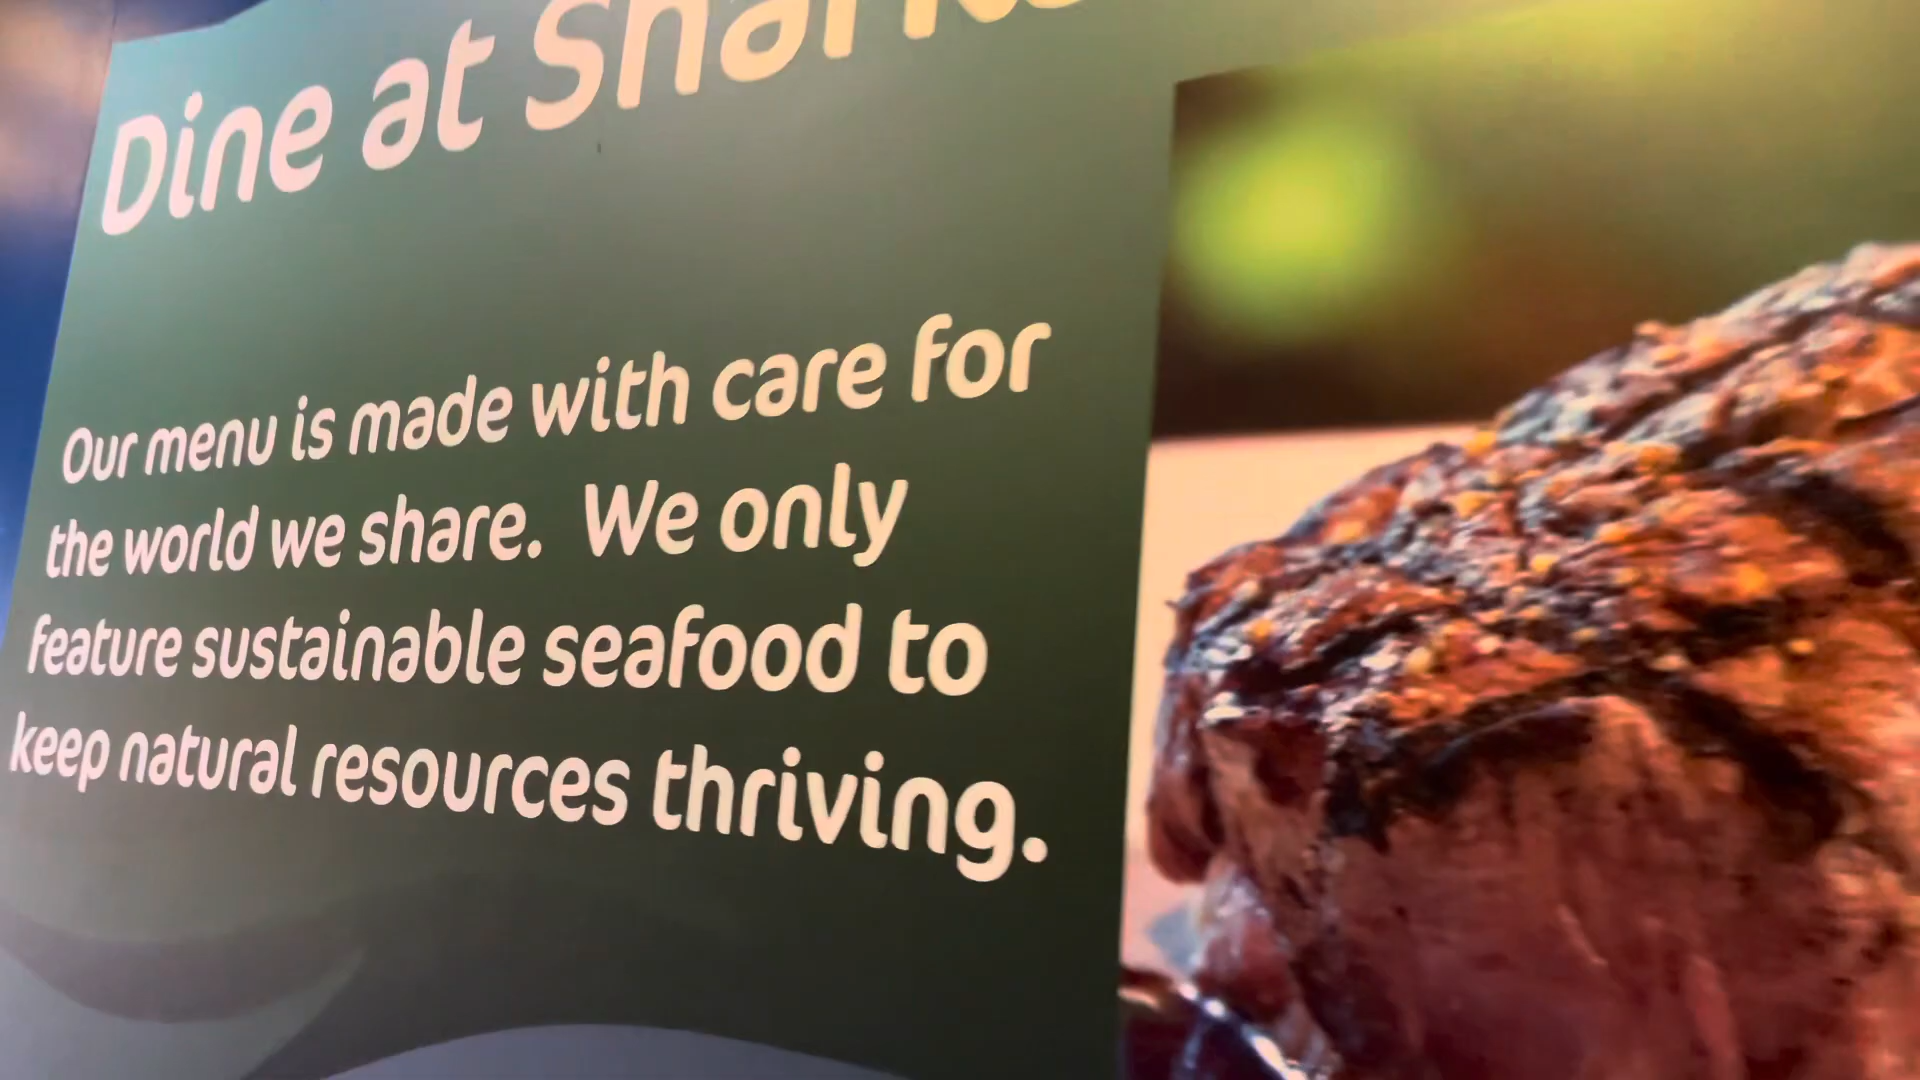 Dine at
Our menu is made with care for
the world we share. We only
feature sustainable seafood to
keep natural resources thriving.